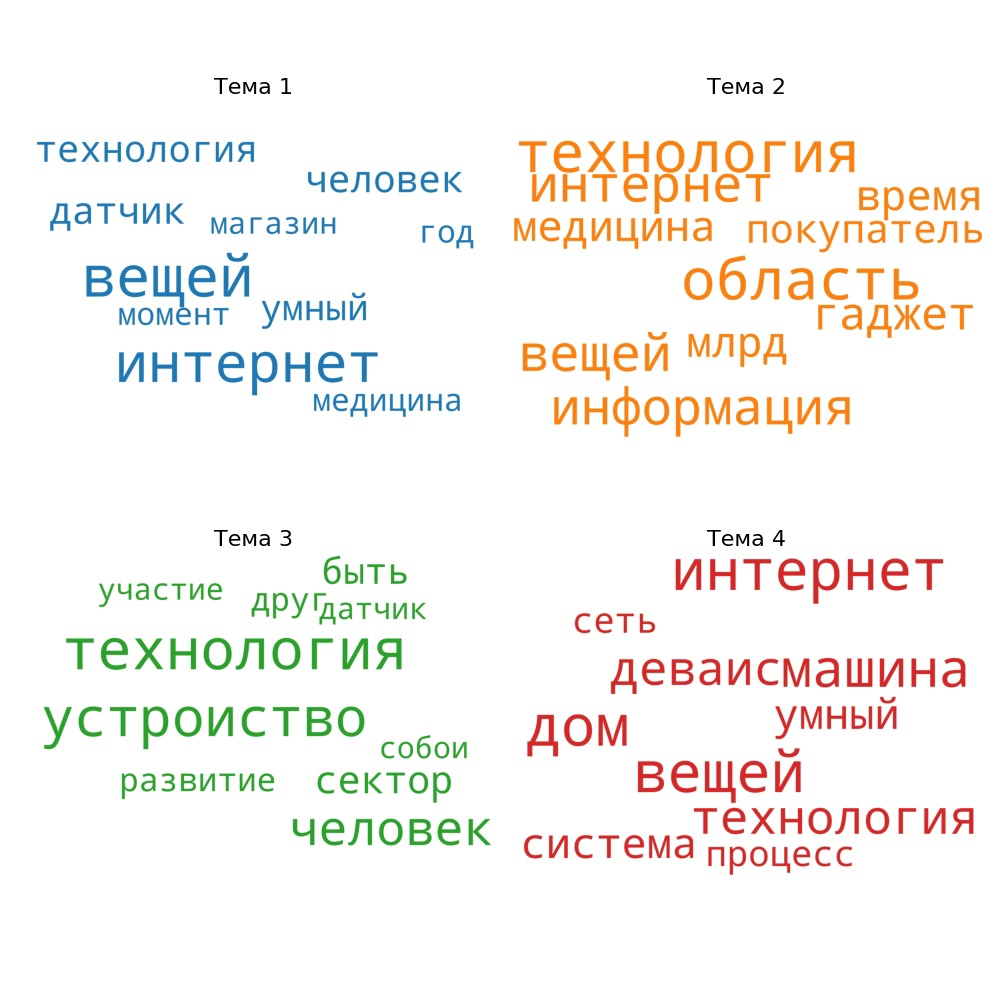 Тема 1
технология
человек
датчик
магазин
год
вещей
момент
умный
интернет
медицина
Тема 2
технология
интернет
время
медицина
покупатель
область
гаджет
вещей
млрд
информация
Тема 3
быть
участие
друг
датчик
технология
устроиство
собои
развитие
сектор
человек
Тема 4
интернет
сеть
деваис
машина
умный
дом
вещей
технология
система
процесс